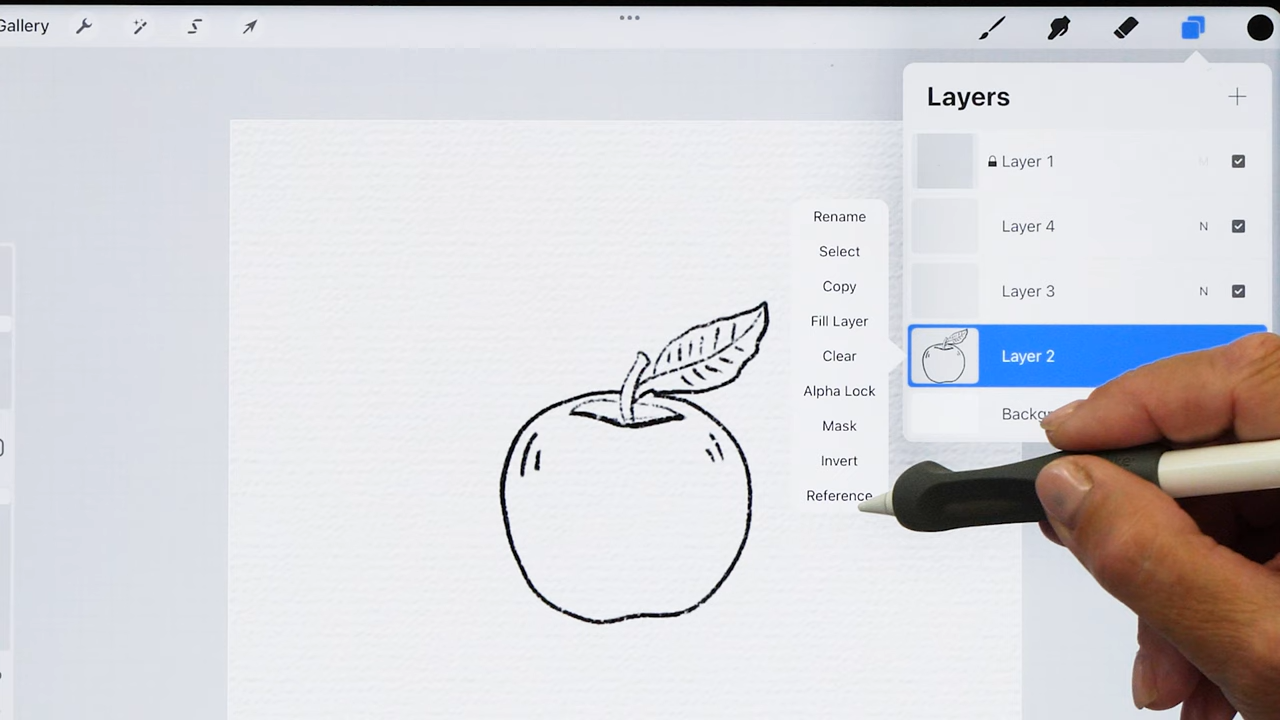 Gallery
Layers
Layer 1
M
Layer 4
N
Layer 3
N
Layer 2
Backg
Rename
Select
Copy
Fill Layer
Clear
Alpha Lock
Mask
Invert
Reference